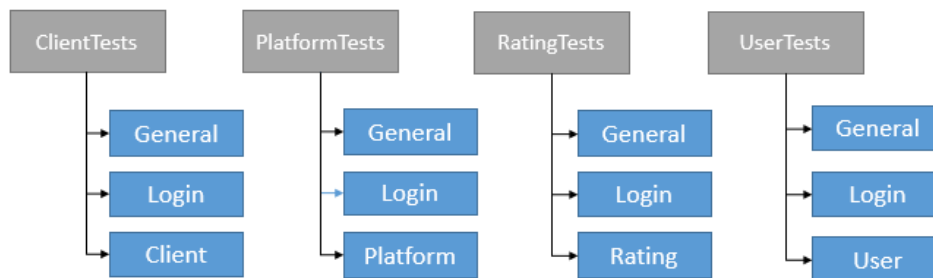 ClientTests
PlatformTests
RatingTests
UserTests
General
General
General
General
Login
Login
Login
Login
Client
Platform
Rating
User